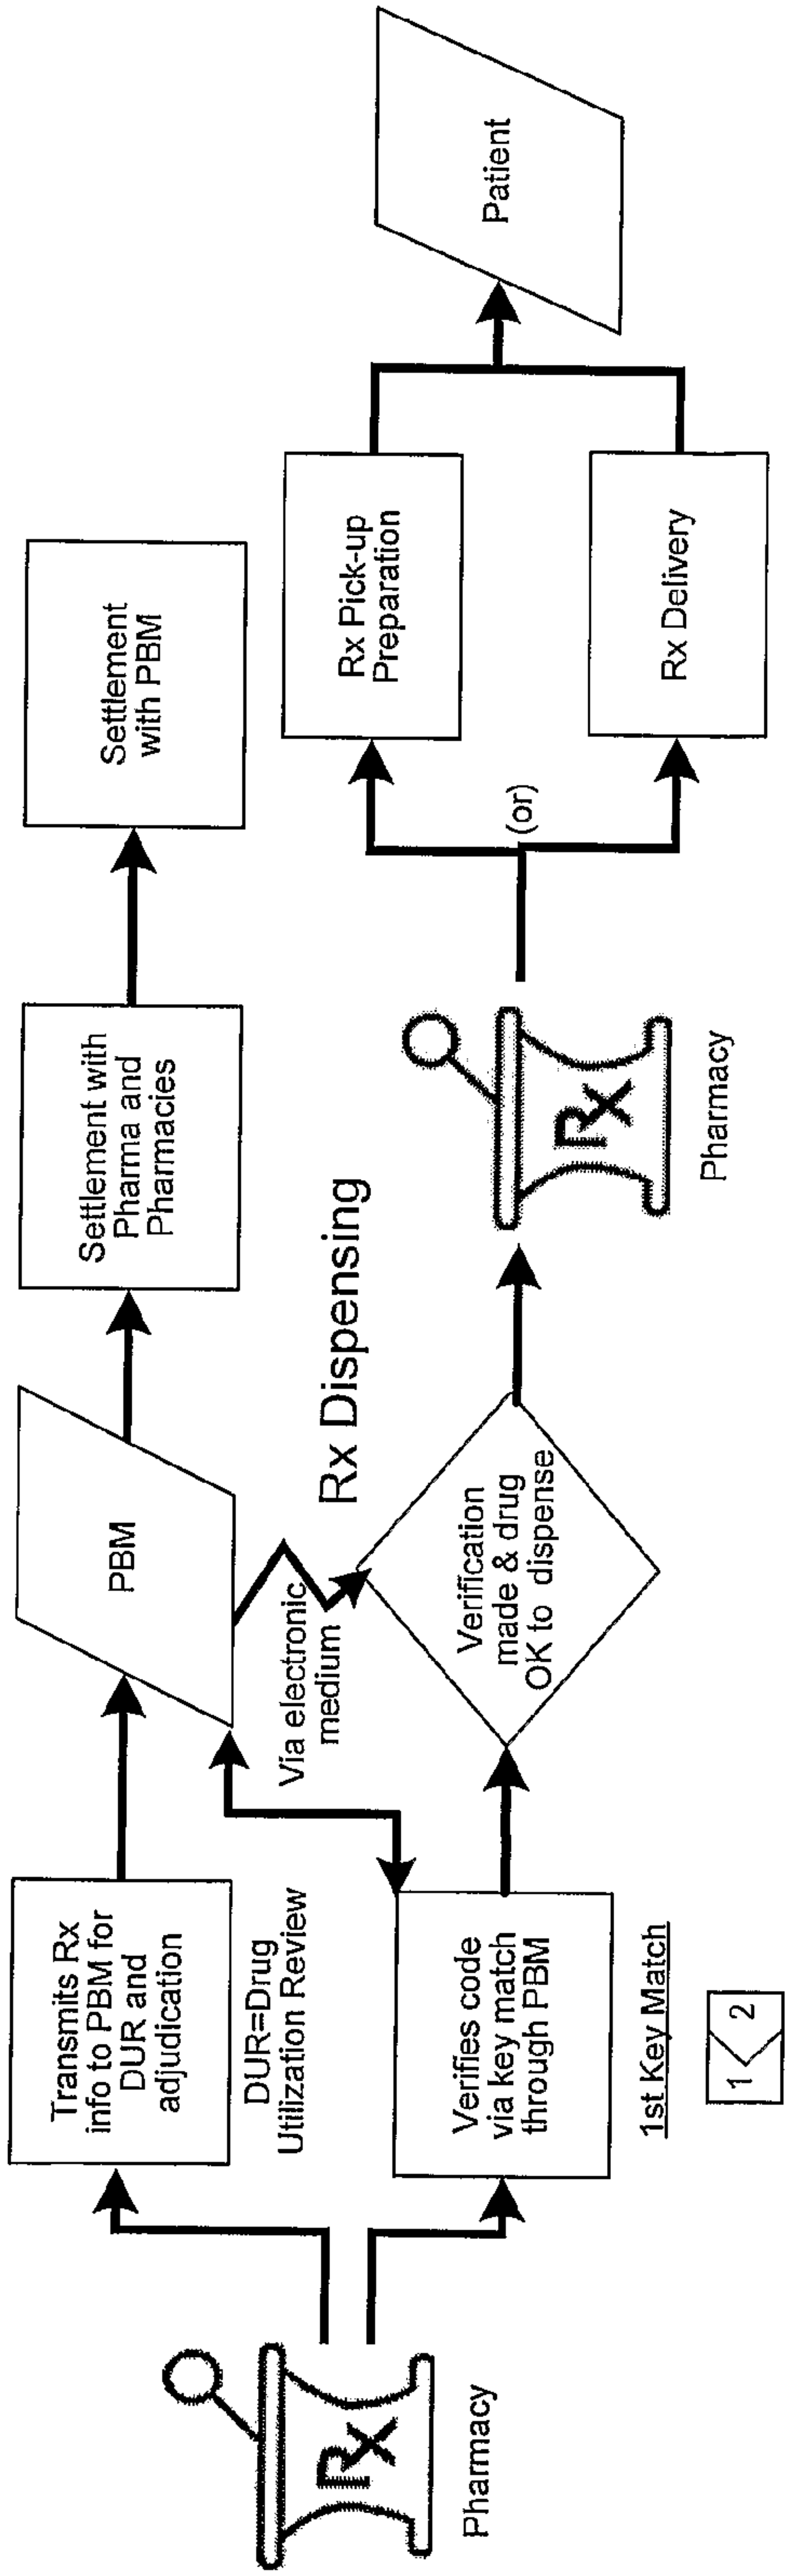 Rx
Pharmacy
Transmits Rx
info to PBM for
DUR and
adjudication
DUR=Drug
Utilization Review
Verifies code
via key match
through PBM
1st Key Match
1
2
PBM
Via electronic
medium
Rx Dispensing
Verification
made & drug
OK to dispense
Settlement with
Pharma and
Pharmacies
Settlement
with PBM
Rx
Pharmacy
(or)
Rx Pick-up
Preparation
Rx Delivery
Patient